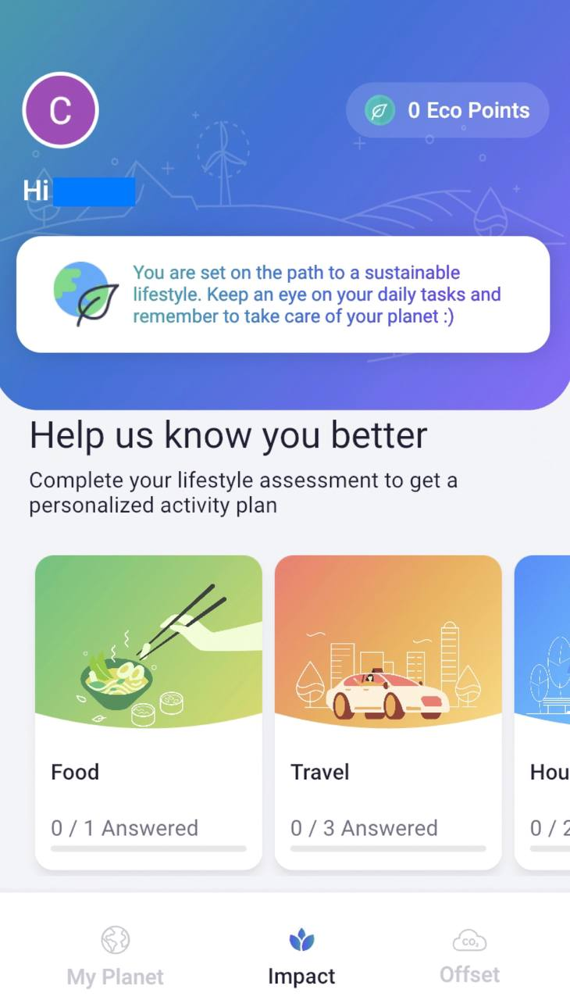 C
0 Eco Points
Hi
You are set on the path to a sustainable
lifestyle. Keep an eye on your daily tasks and
remember to take care of your planet :)
Help us know you better
Complete your lifestyle assessment to get a
personalized activity plan
Food
Travel
Hou
0 / 1 Answered
0 / 3 Answered
0 / 2
CO₂
My Planet
Impact
Offset